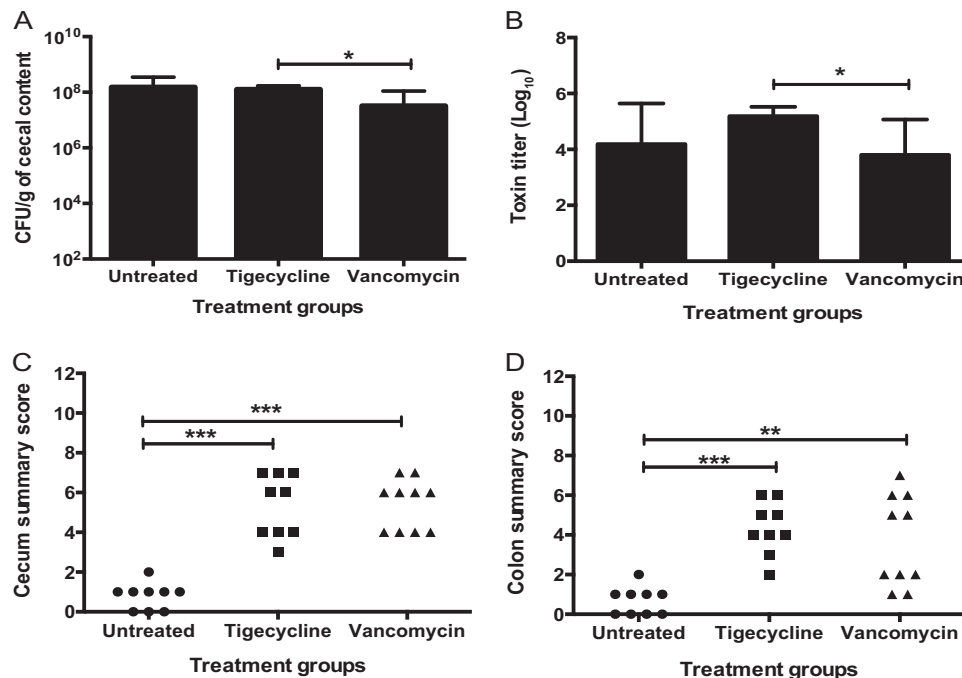 A
CFU/g of cecal content
10^10
10^8
10^6
10^4
10^2
*
Untreated
Tigecycline
Vancomycin
Treatment groups
B
Toxin titer (Log10)
8
6
4
2
0
*
Untreated
Tigecycline
Vancomycin
Treatment groups
C
Cecum summary score
12
10
8
6
4
2
0
***
***
Untreated
Tigecycline
Vancomycin
Treatment groups
D
Colon summary score
12
10
8
6
4
2
0
**
***
Untreated
Tigecycline
Vancomycin
Treatment groups